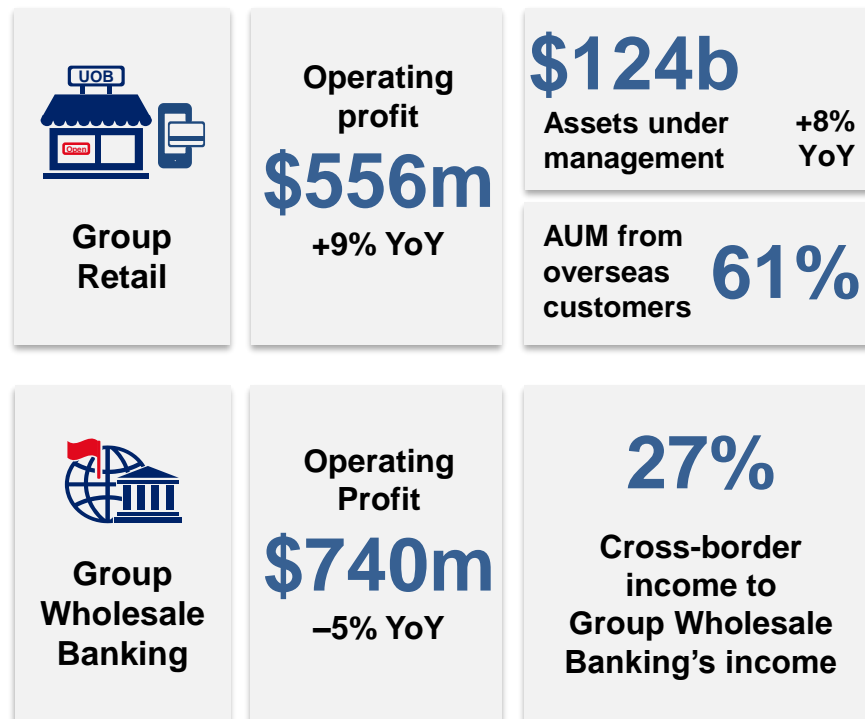 UOB
Open
Group
Retail
Operating
profit
$556m
+9% YoY
$124b
Assets under
management
+8%
YoY
AUM from
overseas
customers
61%
Group
Wholesale
Banking
Operating
Profit
$740m
–5% YoY
27%
Cross-border
income to
Group Wholesale
Banking’s income